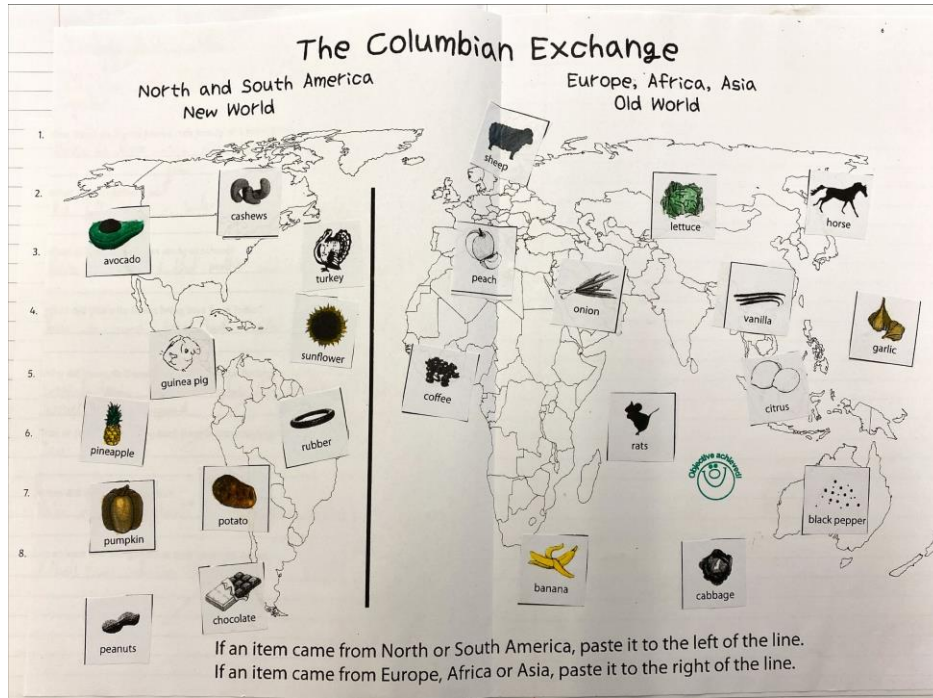 The Columbian Exchange
North and South America
New World
Europe, Africa, Asia
Old World
1.
sheep
2.
cashews
lettuce
horse
3.
avocado
turkey
peach
4.
onion
vanilla
sunflower
garlic
5.
guinea pig
coffee
citrus
6.
pineapple
rubber
rats
Objective achieved!
7.
pumpkin
potato
black pepper
8.
banana
cabbage
chocolate
peanuts
If an item came from North or South America, paste it to the left of the line.
If an item came from Europe, Africa or Asia, paste it to the right of the line.